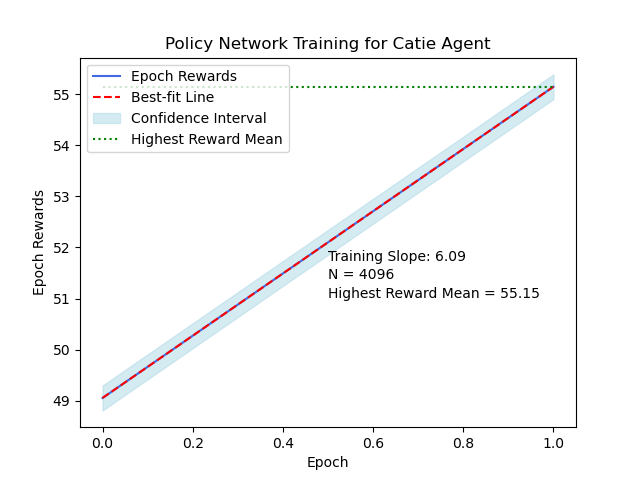 Policy Network Training for Catie Agent
Epoch Rewards
Best-fit Line
Confidence Interval
Highest Reward Mean
Training Slope: 6.09
N = 4096
Highest Reward Mean = 55.15
Epoch Rewards
55
54
53
52
51
50
49
0.0 0.2 0.4 0.6 0.8 1.0
Epoch